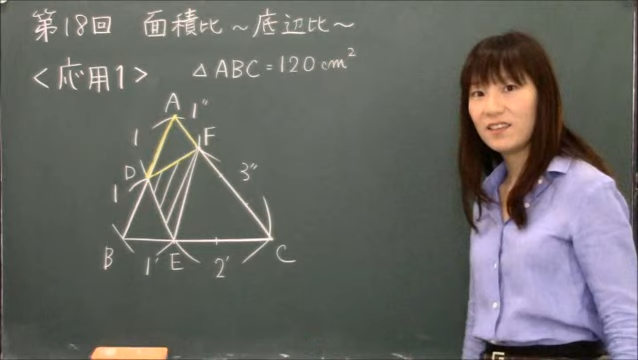 第18回 面積比～底辺比～
<応用1> △ABC=120cm²
A 1"
1 F
D 3"
1
B 1' E 2' C